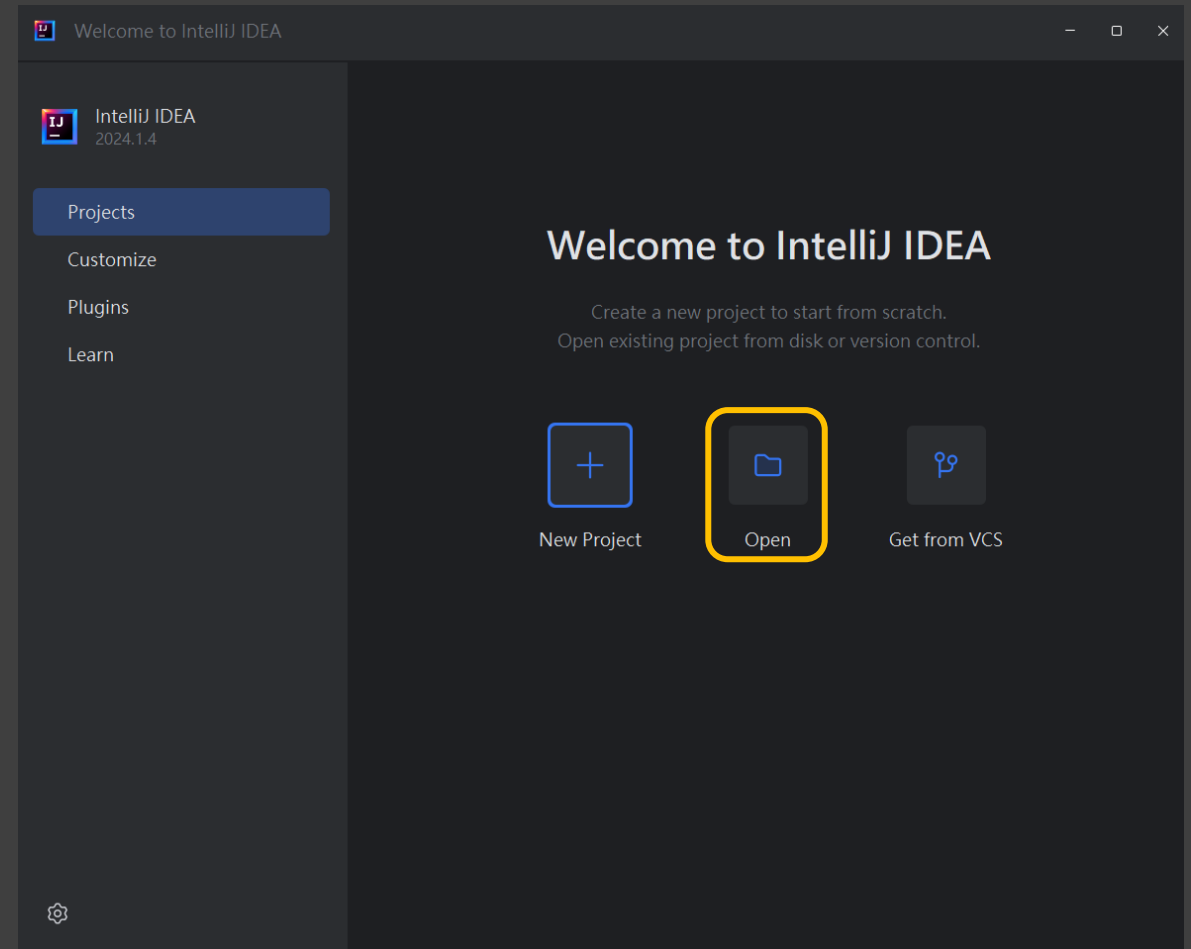 Welcome to IntelliJ IDEA
IntelliJ IDEA
2024.1.4
Projects
Customize
Plugins
Learn
Welcome to IntelliJ IDEA
Create a new project to start from scratch.
Open existing project from disk or version control.
New Project
Open
Get from VCS